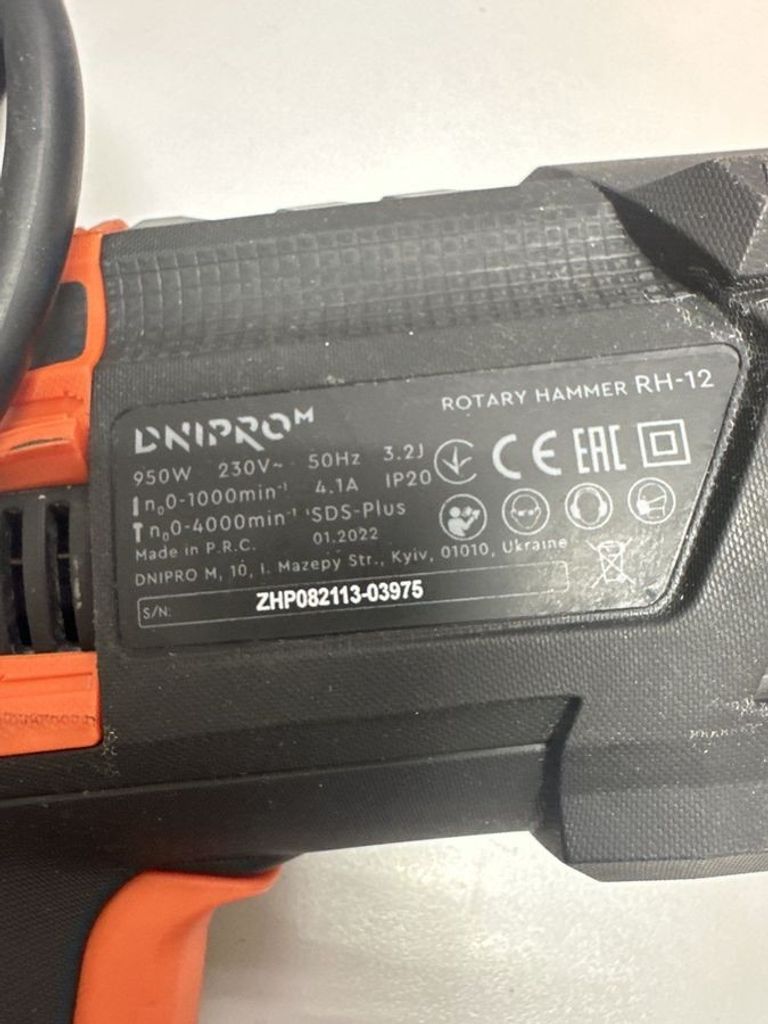 DNIPRO M
ROTARY HAMMER RH-12
950W 230V~ 50Hz 3.2J
n₀0-1000min⁻¹ 4.1A IP20
n₀0-4000min⁻¹ SDS-Plus
Made in P.R.C. 01.2022
DNIPRO M, 10, I. Mazepy Str., Kyiv, 01010, Ukraine
S/N: ZHP082113-03975
CE EAC